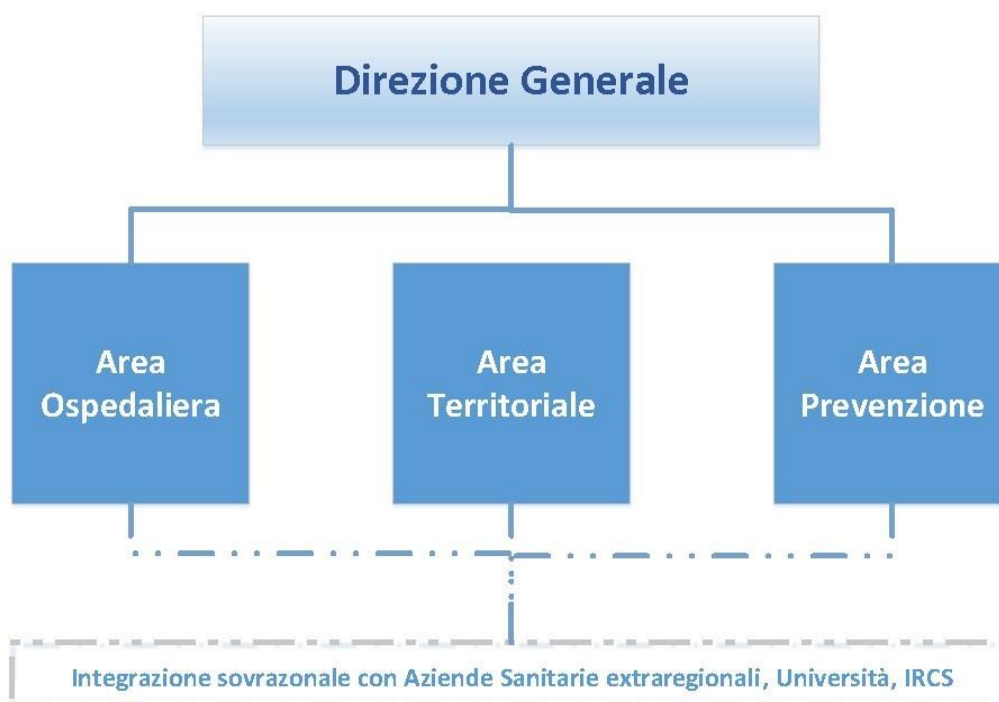 Direzione Generale
Area
Ospedaliera
Area
Territoriale
Area
Prevenzione
Integrazione sovrazonale con Aziende Sanitarie extraregionali, Università, IRCS